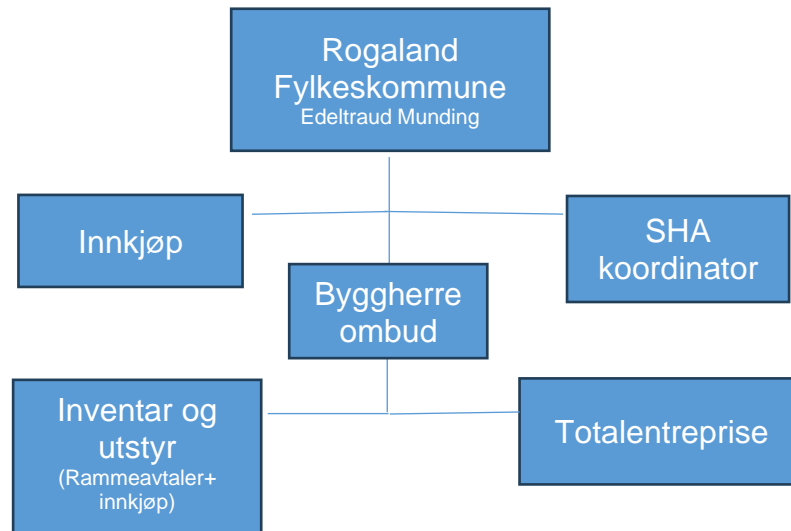 Rogaland
Fylkeskommune
Edeltraud Munding
Innkjøp
SHA
koordinator
Byggherre
ombud
Inventar og
utstyr
(Rammeavtaler+
innkjøp)
Totalentreprise